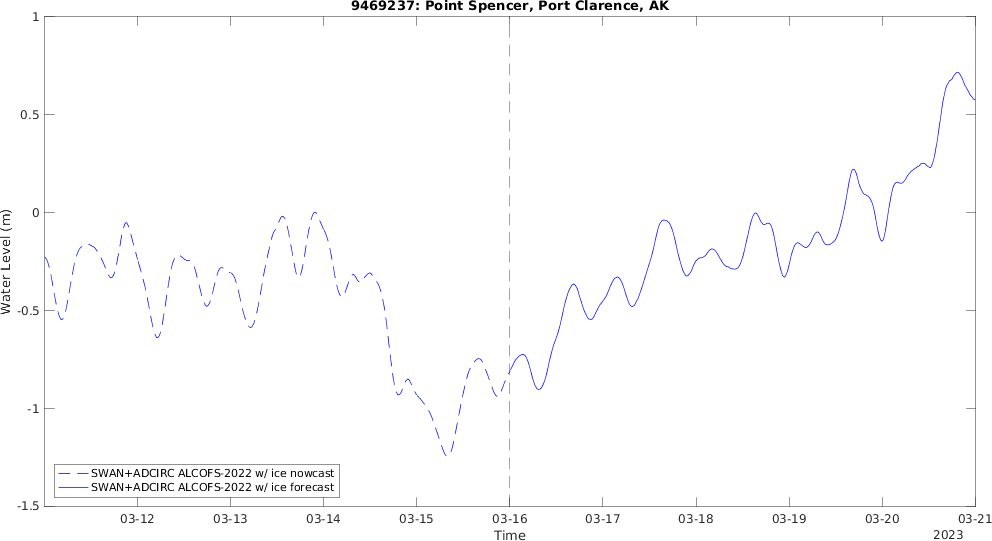 9469237: Point Spencer, Port Clarence, AK
1
0.5
0
-0.5
-1
-1.5
Water Level (m)
SWAN+ADCIRC ALCOFS-2022 w/ ice nowcast
SWAN+ADCIRC ALCOFS-2022 w/ ice forecast
03-12 03-13 03-14 03-15 03-16 03-17 03-18 03-19 03-20 03-21
Time
2023